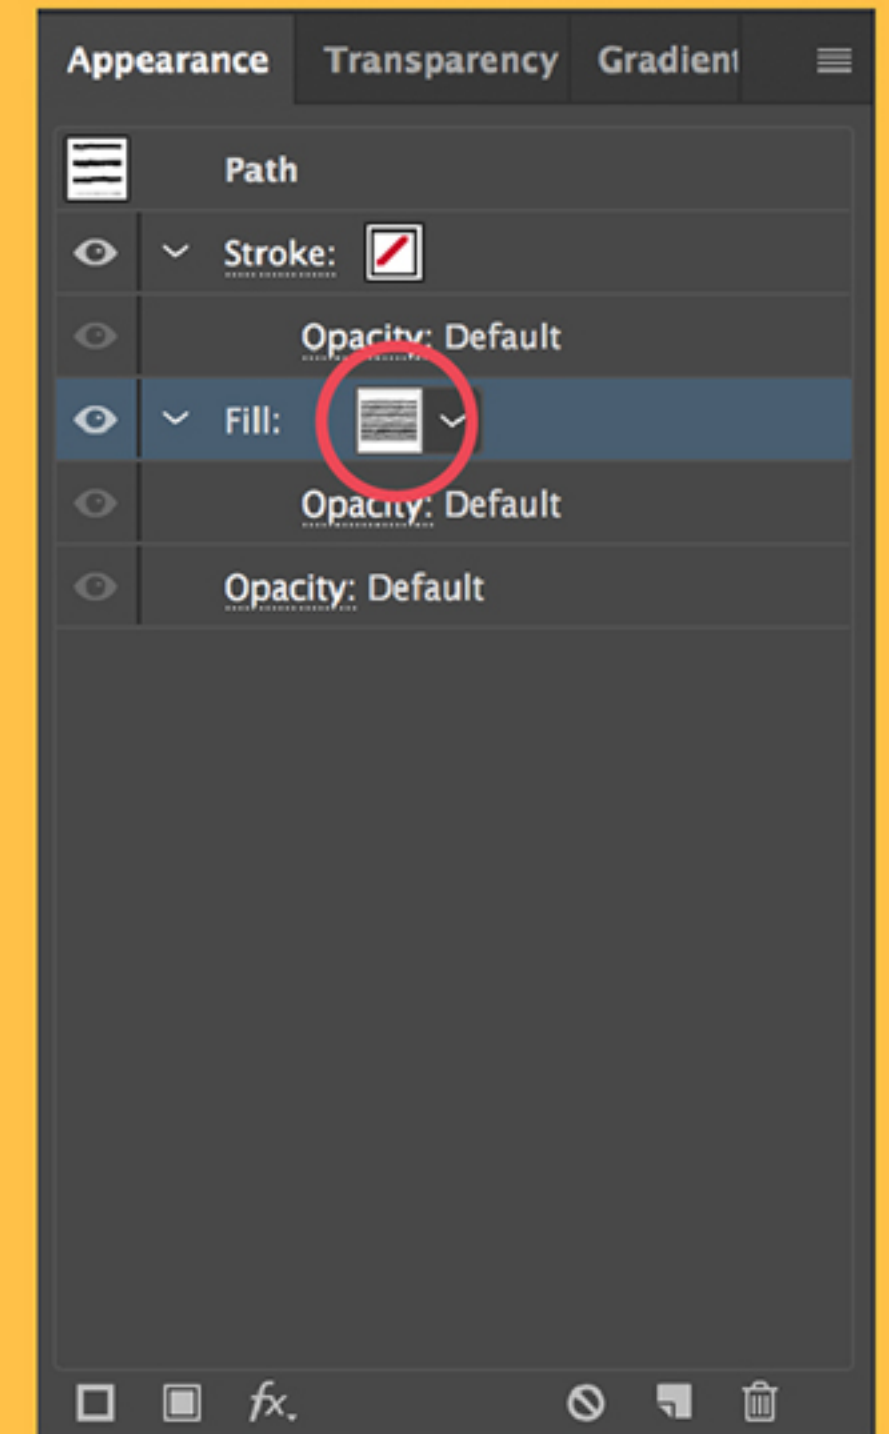 Appearance Transparency Gradient
Path
Stroke:
Opacity: Default
Fill:
Opacity: Default
Opacity: Default
fx.